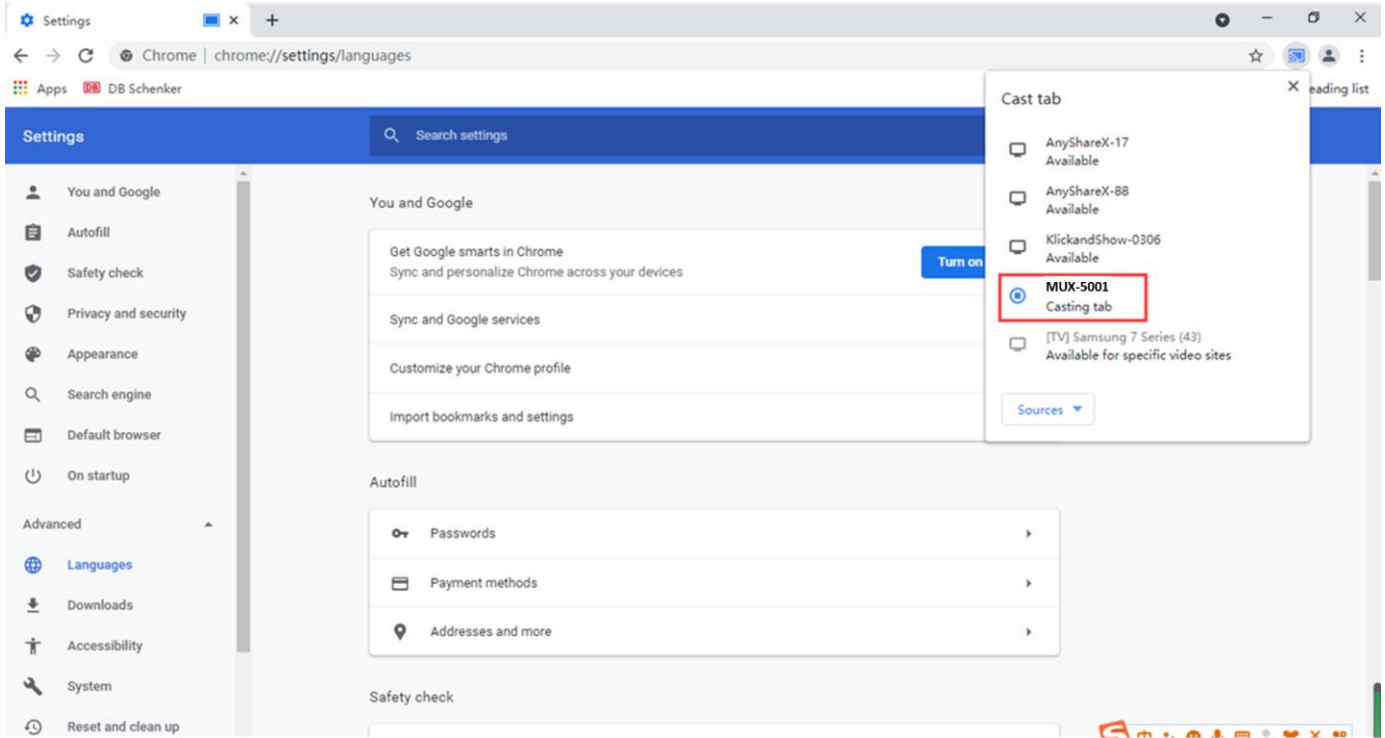 Settings
Chrome | chrome://settings/languages
Apps
DB DB Schenker
eading list
Settings
Search settings
You and Google
Autofill
Safety check
Privacy and security
Appearance
Search engine
Default browser
On startup
Advanced
Languages
Downloads
Accessibility
System
Reset and clean up
You and Google
Get Google smarts in Chrome
Sync and personalize Chrome across your devices
Turn on
Sync and Google services
Customize your Chrome profile
Import bookmarks and settings
Autofill
Passwords
Payment methods
Addresses and more
Safety check
Cast tab
AnyShareX-17
Available
AnyShareX-88
Available
KlickandShow-0306
Available
MUX-5001
Casting tab
[TV] Samsung 7 Series (43)
Available for specific video sites
Sources